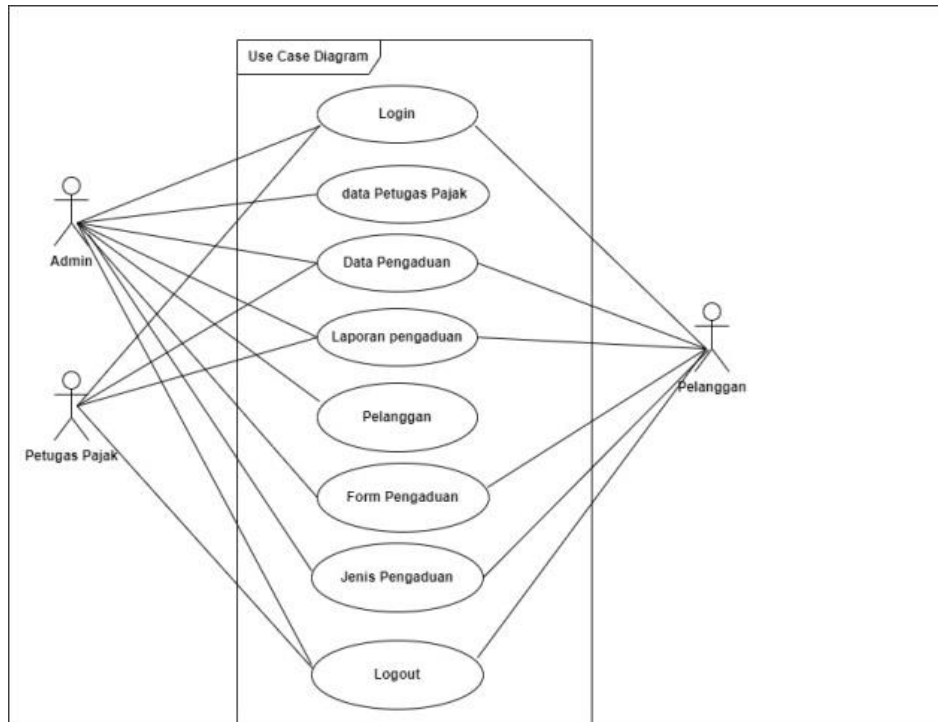 Use Case Diagram
Login
data Petugas Pajak
Admin
Data Pengaduan
Laporan pengaduan
Pelanggan
Pelanggan
Petugas Pajak
Form Pengaduan
Jenis Pengaduan
Logout